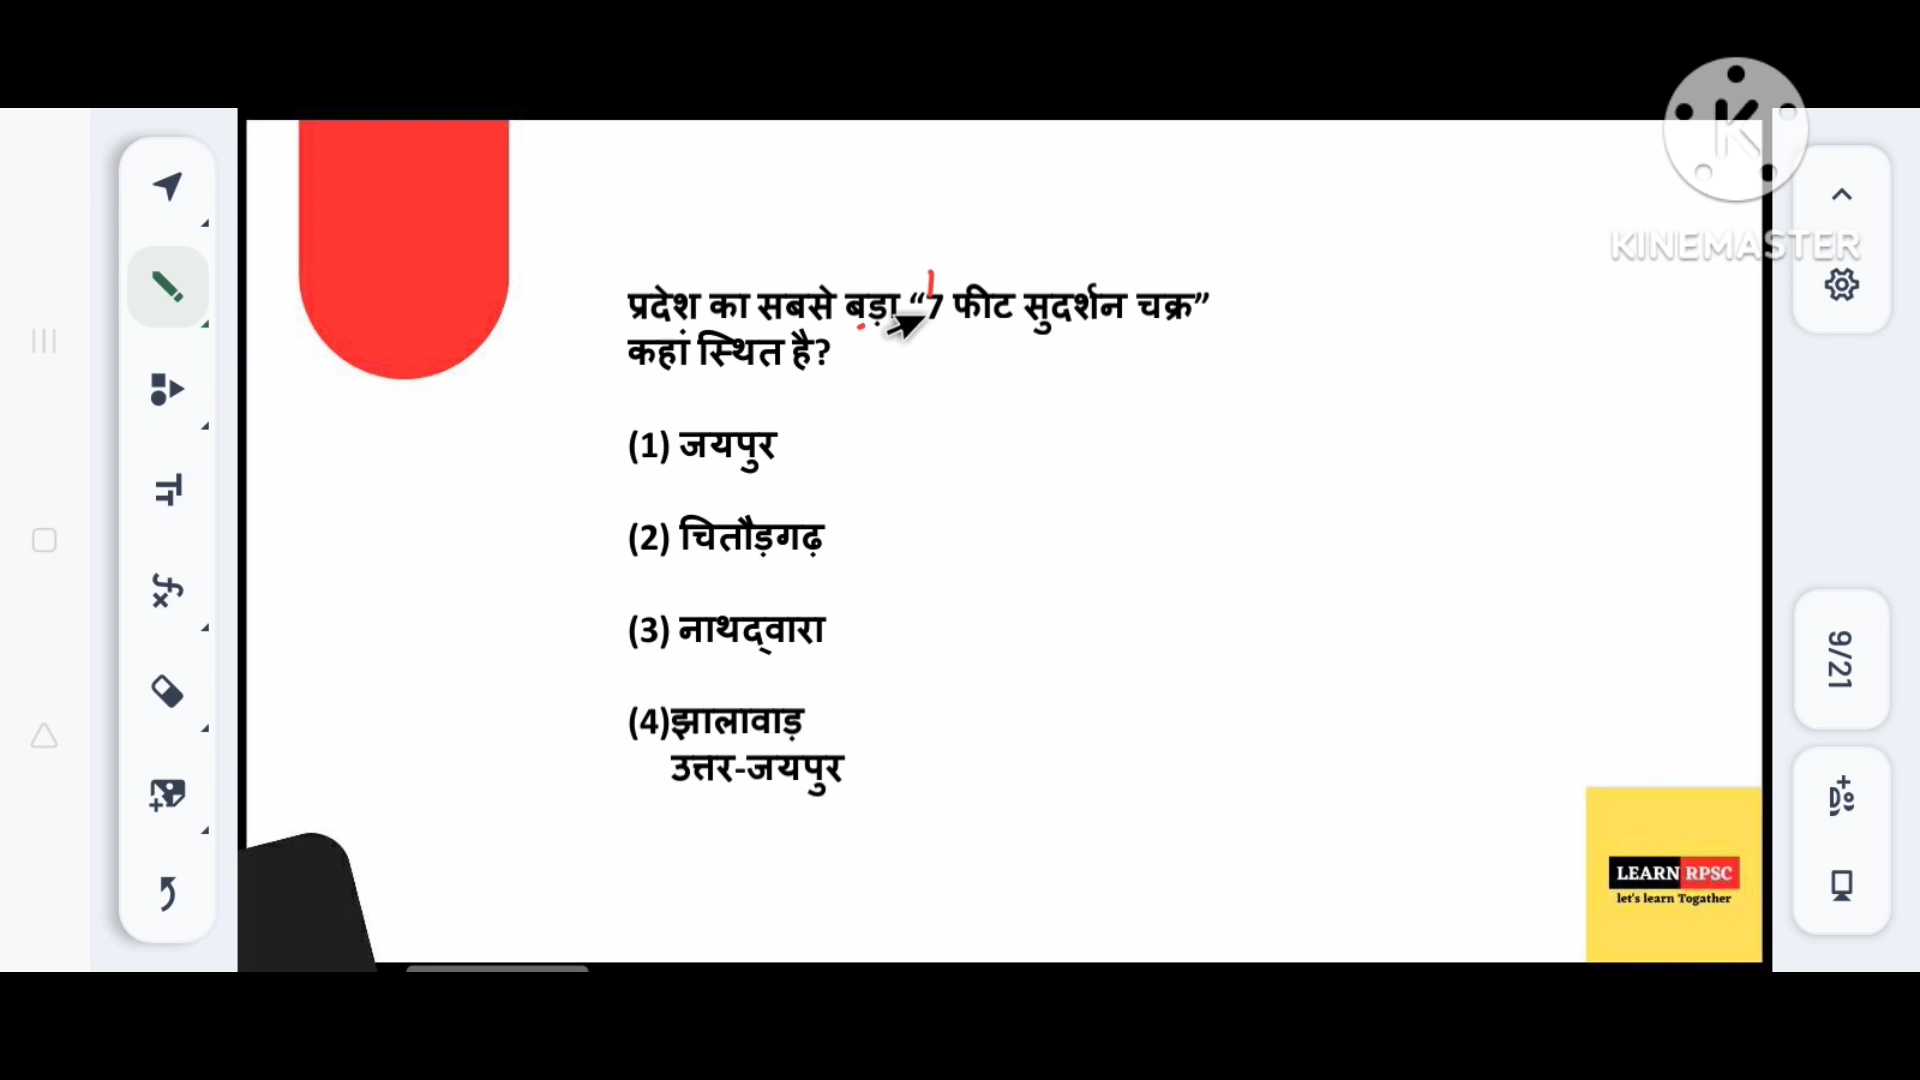 KINEMASTER
प्रदेश का सबसे बड़ा “7 फीट सुदर्शन चक्र”
कहां स्थित है?
(1) जयपुर
(2) चितौड़गढ़
(3) नाथद्वारा
(4)झालावाड़
उत्तर-जयपुर
9/21
LEARN RPSC
let's learn Togather